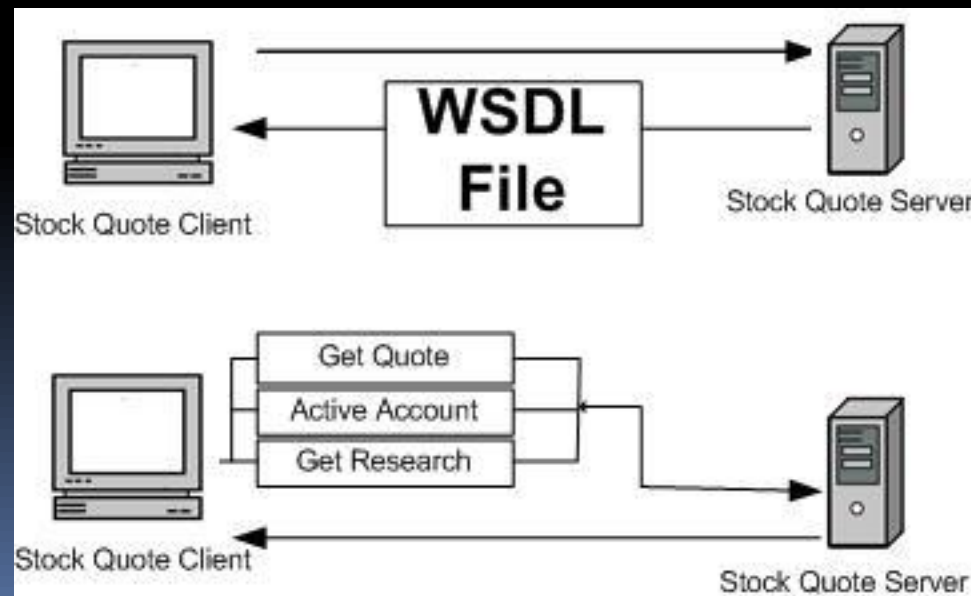 WSDL
File
Stock Quote Client
Stock Quote Server
Get Quote
Active Account
Get Research
Stock Quote Client
Stock Quote Server